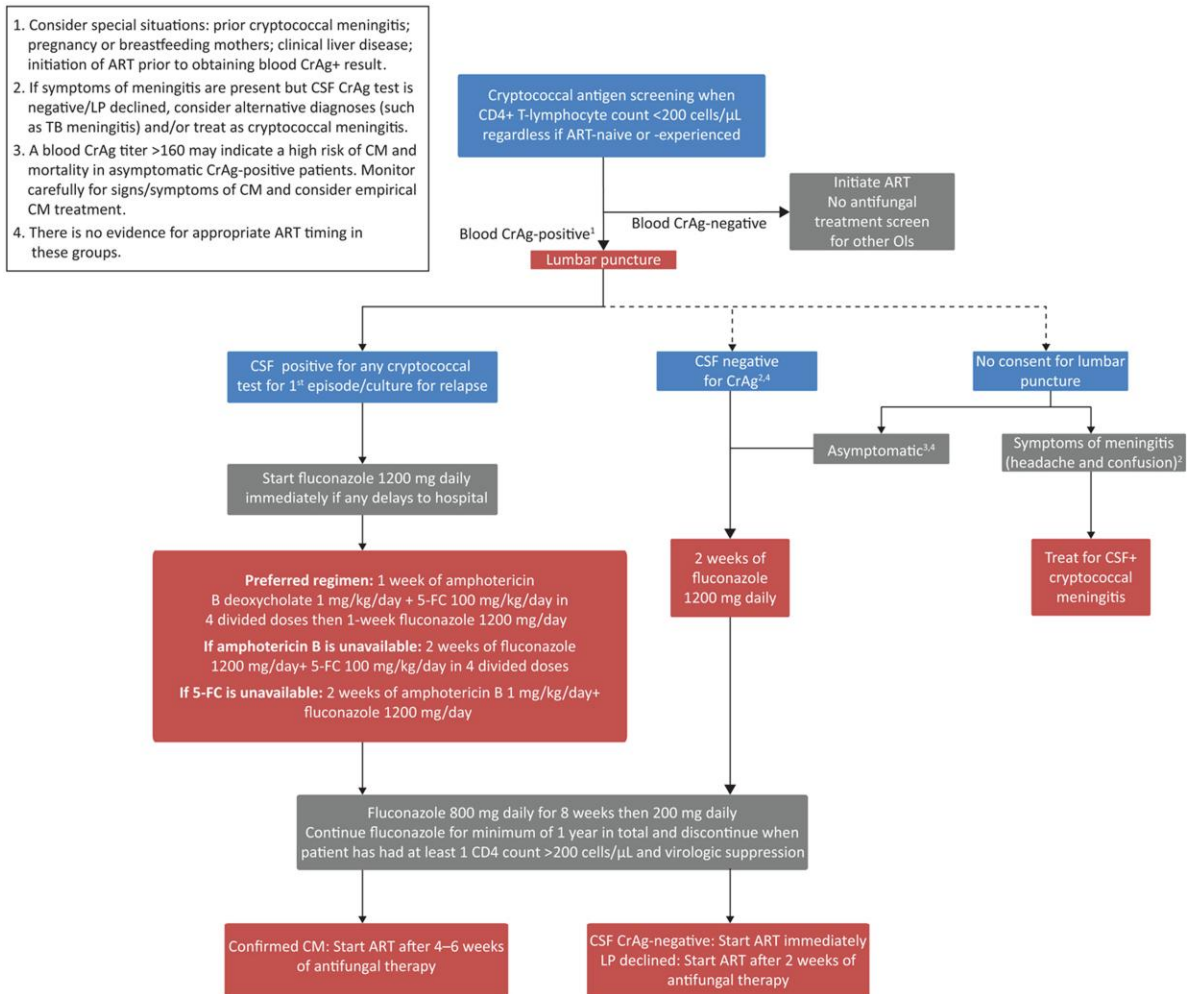 1. Consider special situations: prior cryptococcal meningitis;
pregnancy or breastfeeding mothers; clinical liver disease;
initiation of ART prior to obtaining blood CrAg+ result.
2. If symptoms of meningitis are present but CSF CrAg test is
negative/LP declined, consider alternative diagnoses (such
as TB meningitis) and/or treat as cryptococcal meningitis.
3. A blood CrAg titer >160 may indicate a high risk of CM and
mortality in asymptomatic CrAg-positive patients. Monitor
carefully for signs/symptoms of CM and consider empirical
CM treatment.
4. There is no evidence for appropriate ART timing in
these groups.
Cryptococcal antigen screening when
CD4+ T-lymphocyte count <200 cells/µL
regardless if ART-naive or -experienced
Initiate ART
No antifungal
treatment screen
for other OIs
Blood CrAg-negative
Blood CrAg-positive¹
Lumbar puncture
CSF positive for any cryptococcal
test for 1st episode/culture for relapse
CSF negative
for CrAg²,⁴
No consent for lumbar
puncture
Asymptomatic³,⁴
Symptoms of meningitis
(headache and confusion)²
Start fluconazole 1200 mg daily
immediately if any delays to hospital
Preferred regimen: 1 week of amphotericin
B deoxycholate 1 mg/kg/day + 5-FC 100 mg/kg/day in
4 divided doses then 1-week fluconazole 1200 mg/day
If amphotericin B is unavailable: 2 weeks of fluconazole
1200 mg/day+ 5-FC 100 mg/kg/day in 4 divided doses
If 5-FC is unavailable: 2 weeks of amphotericin B 1 mg/kg/day+
fluconazole 1200 mg/day
2 weeks of
fluconazole
1200 mg daily
Treat for CSF+
cryptococcal
meningitis
Fluconazole 800 mg daily for 8 weeks then 200 mg daily
Continue fluconazole for minimum of 1 year in total and discontinue when
patient has had at least 1 CD4 count >200 cells/µL and virologic suppression
Confirmed CM: Start ART after 4–6 weeks
of antifungal therapy
CSF CrAg-negative: Start ART immediately
LP declined: Start ART after 2 weeks of
antifungal therapy